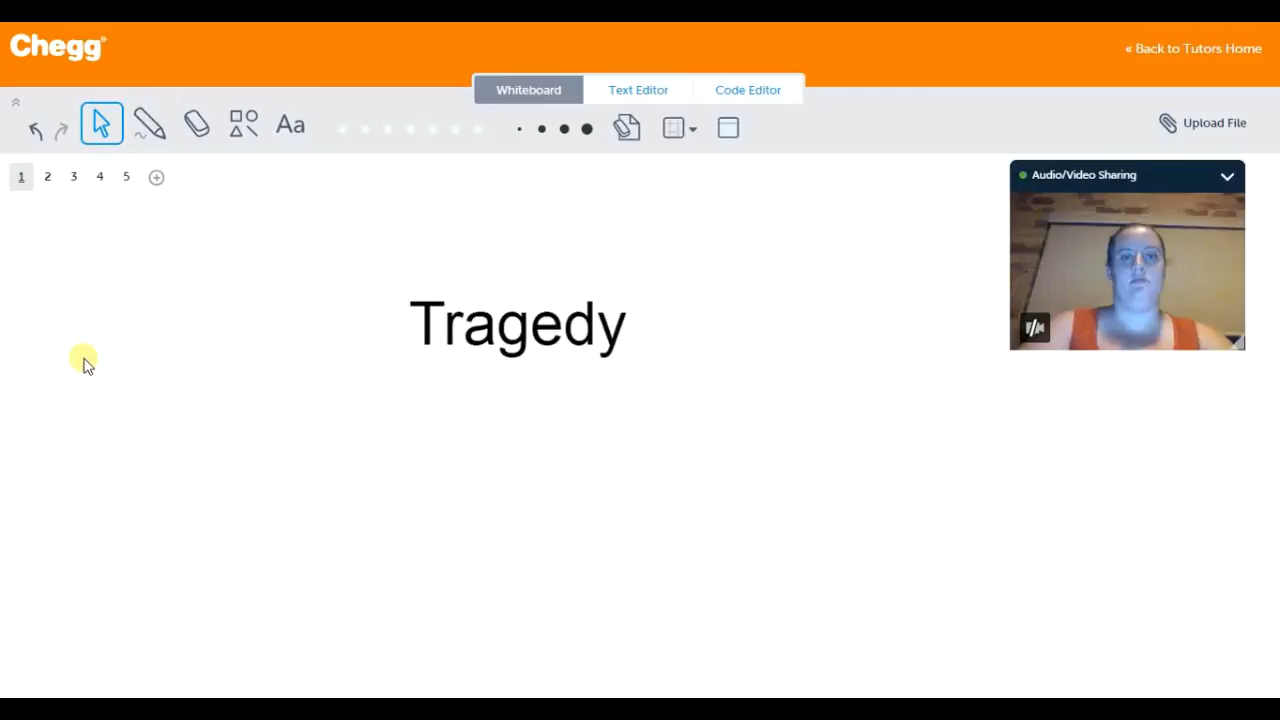 Chegg®
« Back to Tutors Home
Whiteboard
Text Editor
Code Editor
Aa
Upload File
1 2 3 4 5
Audio/Video Sharing
Tragedy